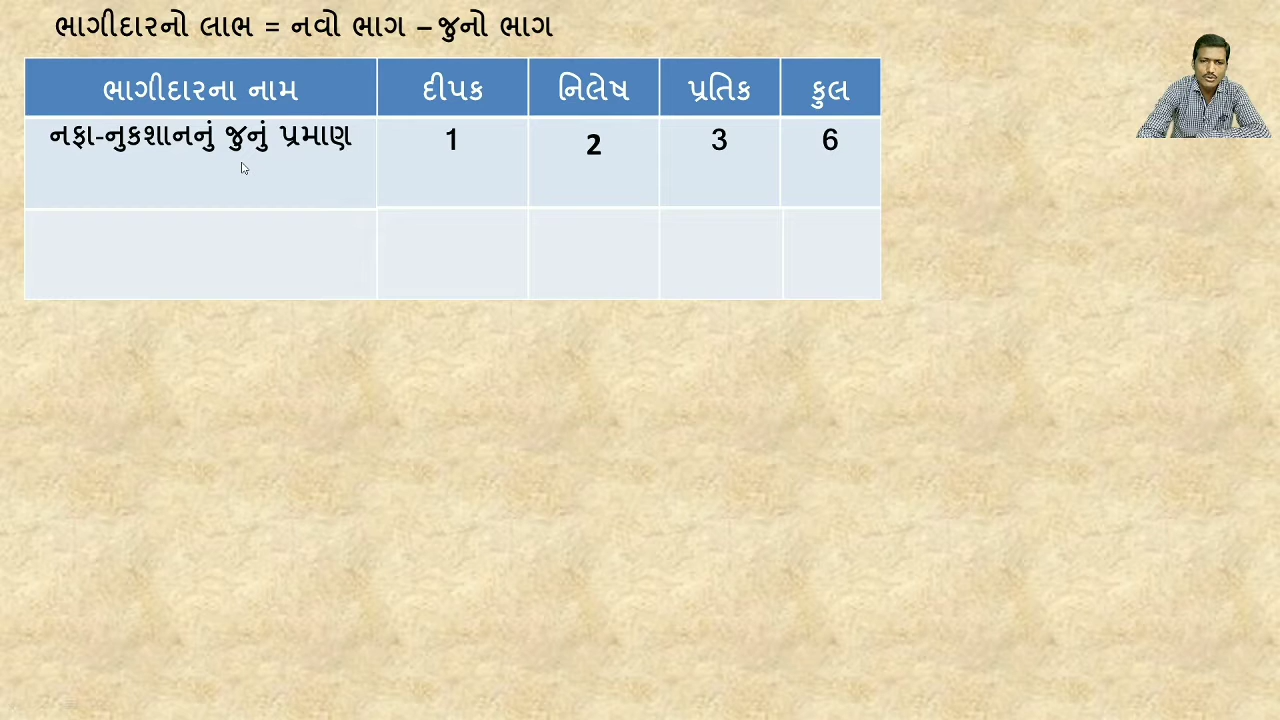 ભાગીદારનો લાભ = નવો ભાગ – જુનો ભાગ
ભાગીદારના નામ દીપક નિલેષ પ્રતિક કુલ
નફા-નુકશાનનું જુનું પ્રમાણ 1 2 3 6